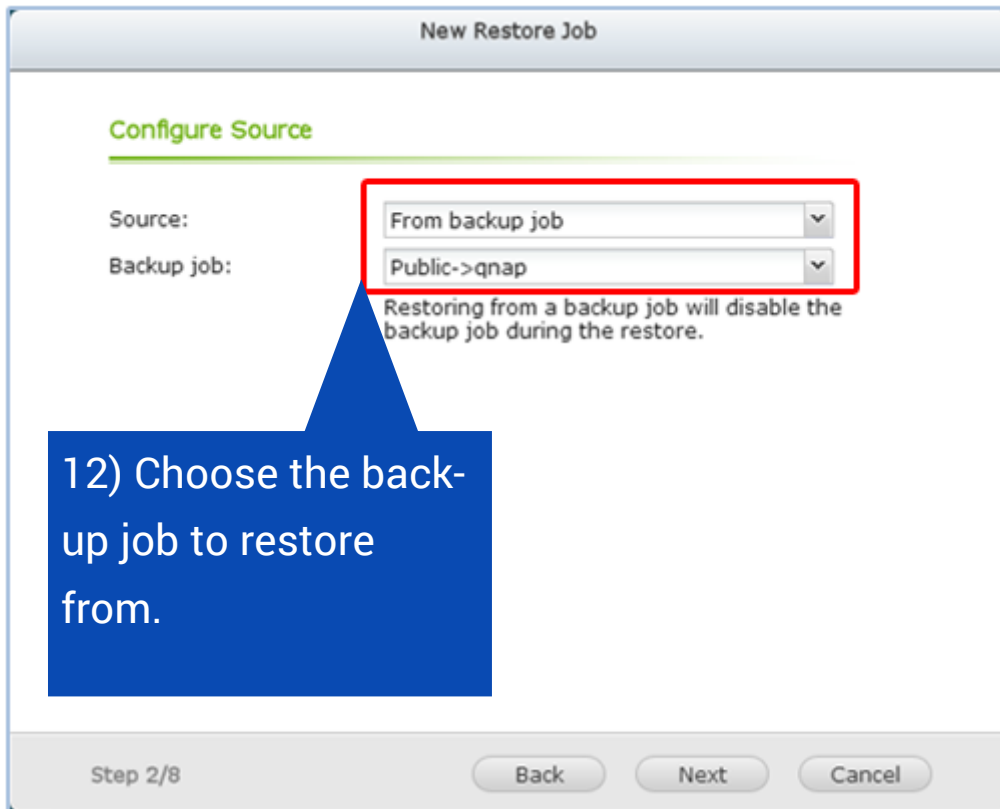 New Restore Job
Configure Source
Source:
From backup job
Backup job:
Public->qnap
Restoring from a backup job will disable the
backup job during the restore.
12) Choose the back-
up job to restore
from.
Step 2/8
Back
Next
Cancel